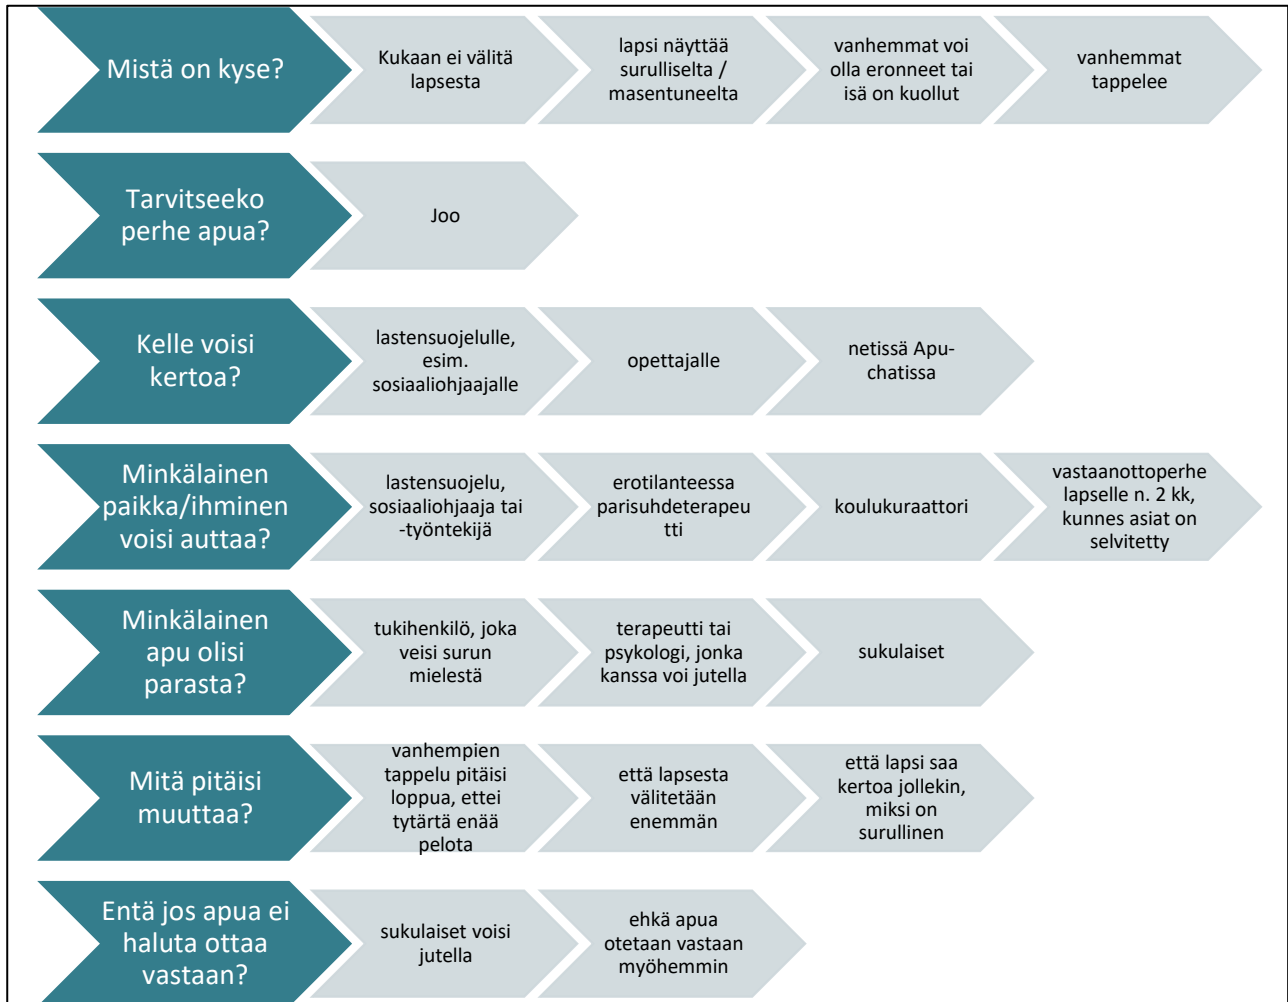 Mistä on kyse?
Kukaan ei välitä
lapsesta
lapsi näyttää
surulliselta /
masentuneelta
vanhemmat voi
olla eronneet tai
isä on kuollut
vanhemmat
tappelee
Tarvitseeko
perhe apua?
Joo
Kelle voisi
kertoa?
lastensuojelulle,
esim.
sosiaaliohjaajalle
opettajalle
netissä Apu-
chatissa
Minkälainen
paikka/ihminen
voisi auttaa?
lastensuojelu,
sosiaaliohjaaja tai
-työntekijä
erotilanteessa
parisuhdeterapeu
tti
koulukuraattori
vastaanottoperhe
lapselle n. 2 kk,
kunnes asiat on
selvitetty
Minkälainen
apu olisi
parasta?
tukihenkilö, joka
veisi surun
mielestä
terapeutti tai
psykologi, jonka
kanssa voi jutella
sukulaiset
Mitä pitäisi
muuttaa?
vanhempien
tappelu pitäisi
loppua, ettei
tytärtä enää
pelota
että lapsesta
välitetään
enemmän
että lapsi saa
kertoa jollekin,
miksi on
surullinen
Entä jos apua ei
haluta ottaa
vastaan?
sukulaiset voisi
jutella
ehkä apua
otetaan vastaan
myöhemmin